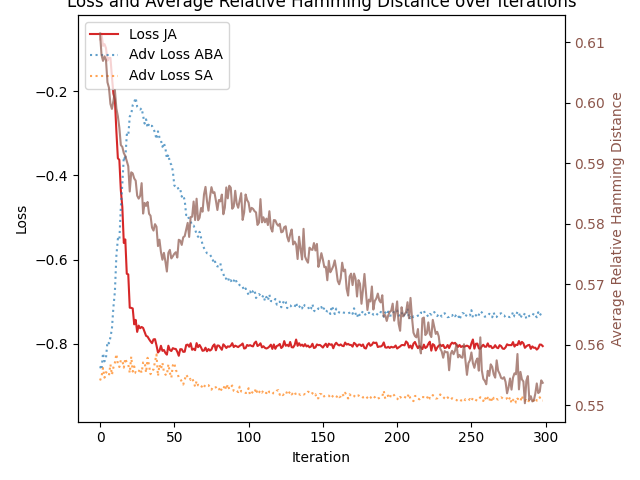 Loss and Average Relative Hamming Distance over Iterations
Loss JA
Adv Loss ABA
Adv Loss SA
−0.2
−0.4
−0.6
−0.8
Loss
0.61
0.60
0.59
0.58
0.57
0.56
0.55
Average Relative Hamming Distance
0 50 100 150 200 250 300
Iteration